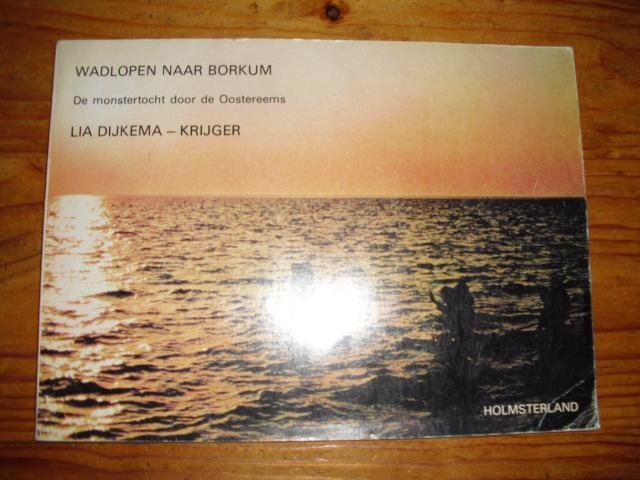 WADLOPEN NAAR BORKUM
De monstertocht door de Oostereems
LIA DIJKEMA – KRIJGER
HOLMSTERLAND